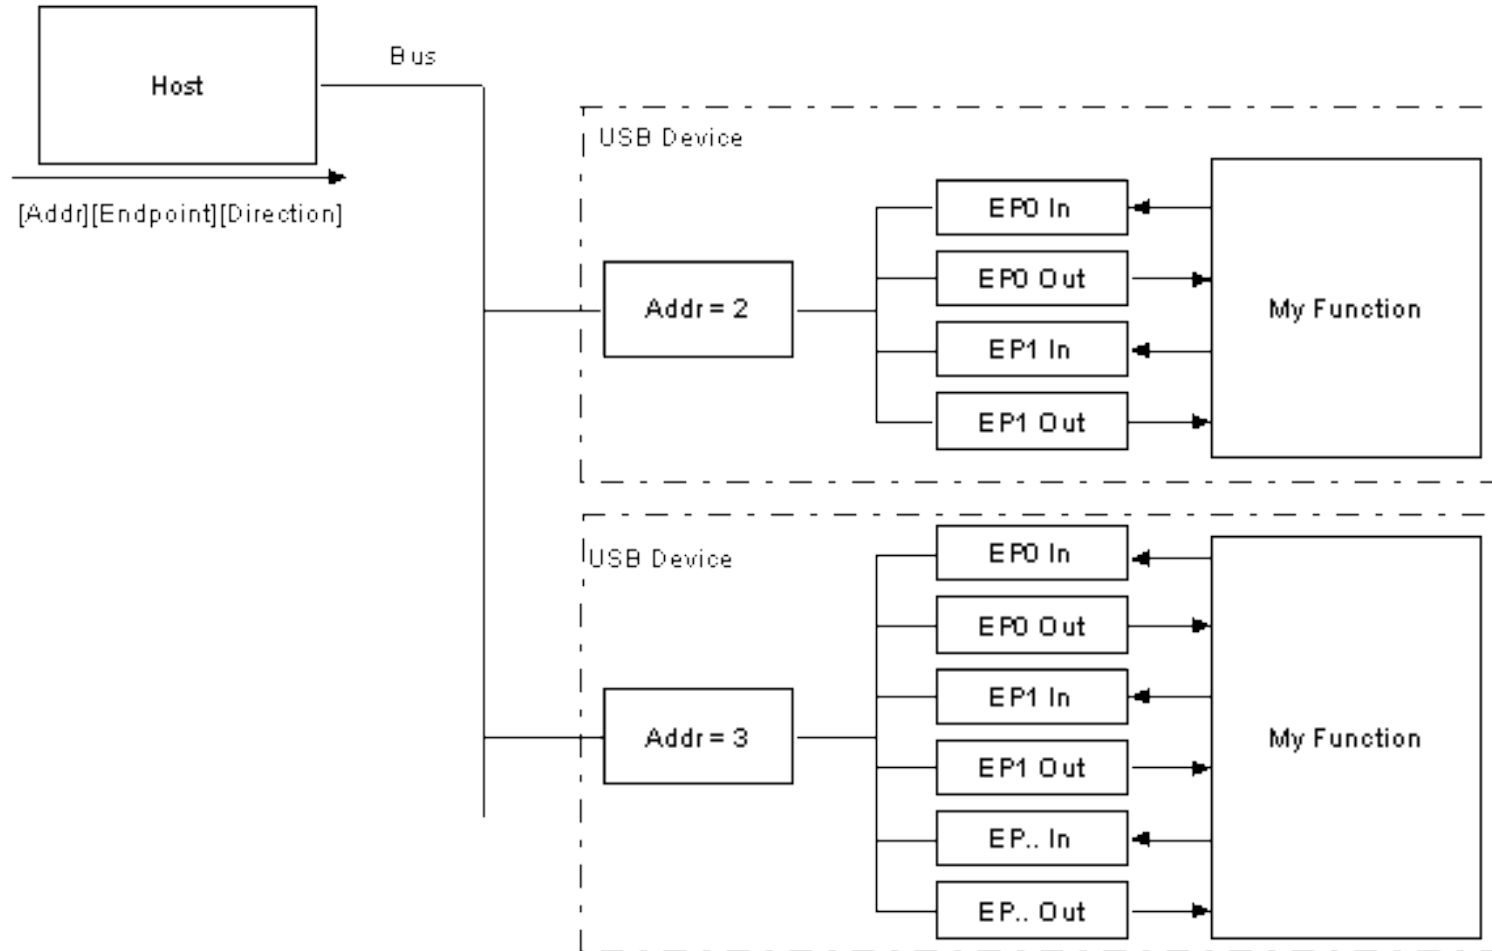 Host
Bus
[Addr][Endpoint][Direction]
USB Device
Addr = 2
EP0 In
EP0 Out
EP1 In
EP1 Out
My Function
USB Device
Addr = 3
EP0 In
EP0 Out
EP1 In
EP1 Out
EP.. In
EP.. Out
My Function